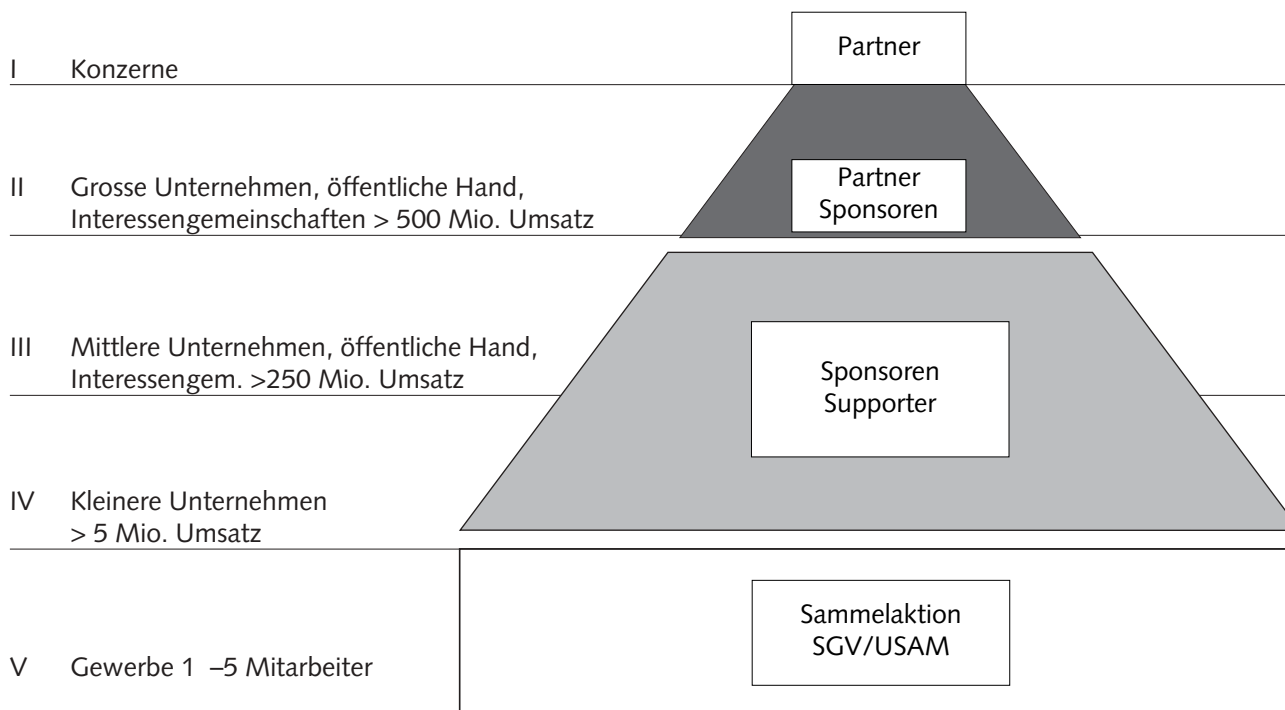 Partner
I Konzerne
II Grosse Unternehmen, öffentliche Hand,
Interessengemeinschaften > 500 Mio. Umsatz
Partner
Sponsoren
III Mittlere Unternehmen, öffentliche Hand,
Interessengem. >250 Mio. Umsatz
Sponsoren
Supporter
IV Kleinere Unternehmen
> 5 Mio. Umsatz
Sammelaktion
SGV/USAM
V Gewerbe 1 –5 Mitarbeiter